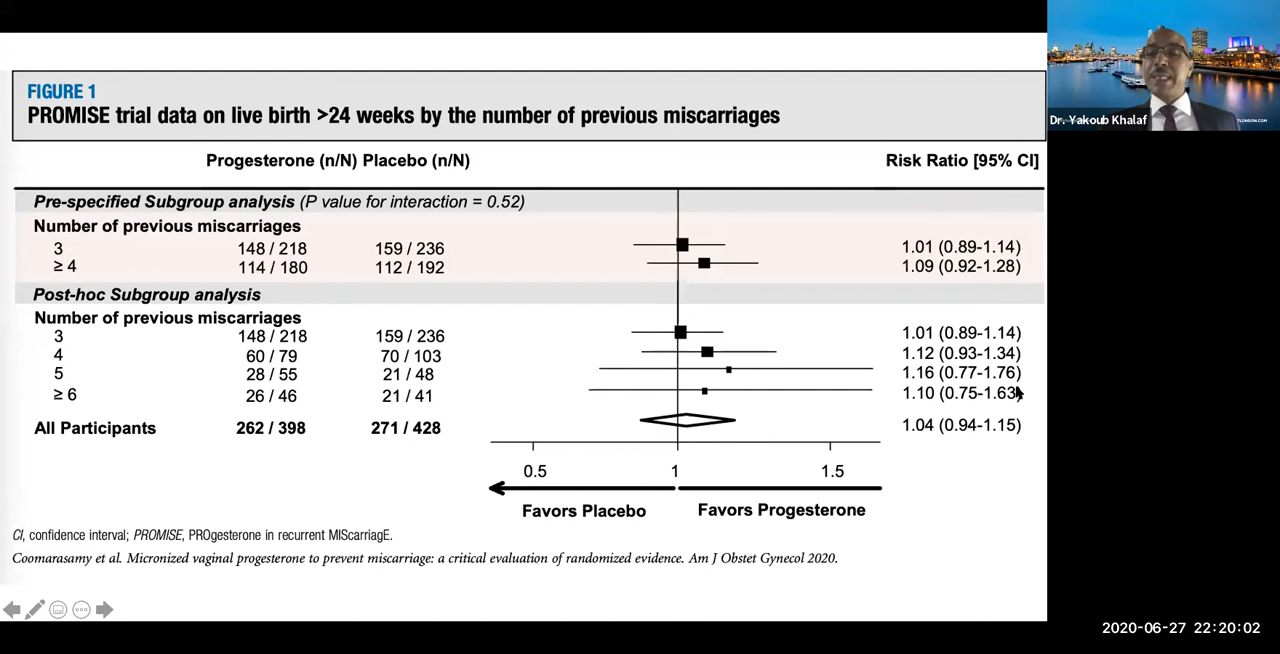 FIGURE 1
PROMISE trial data on live birth >24 weeks by the number of previous miscarriages
Progesterone (n/N) Placebo (n/N) Risk Ratio [95% CI]
Pre-specified Subgroup analysis (P value for interaction = 0.52)
Number of previous miscarriages
3 148 / 218 159 / 236 1.01 (0.89-1.14)
≥ 4 114 / 180 112 / 192 1.09 (0.92-1.28)
Post-hoc Subgroup analysis
Number of previous miscarriages
3 148 / 218 159 / 236 1.01 (0.89-1.14)
4 60 / 79 70 / 103 1.12 (0.93-1.34)
5 28 / 55 21 / 48 1.16 (0.77-1.76)
≥ 6 26 / 46 21 / 41 1.10 (0.75-1.63)
All Participants 262 / 398 271 / 428 1.04 (0.94-1.15)
0.5 1 1.5
Favors Placebo Favors Progesterone
CI, confidence interval; PROMISE, PROgesterone in recurrent MIScarriagE.
Coomarasamy et al. Micronized vaginal progesterone to prevent miscarriage: a critical evaluation of randomized evidence. Am J Obstet Gynecol 2020.
Dr. Yakoub Khalaf
TLONDON.COM
2020-06-27 22:20:02